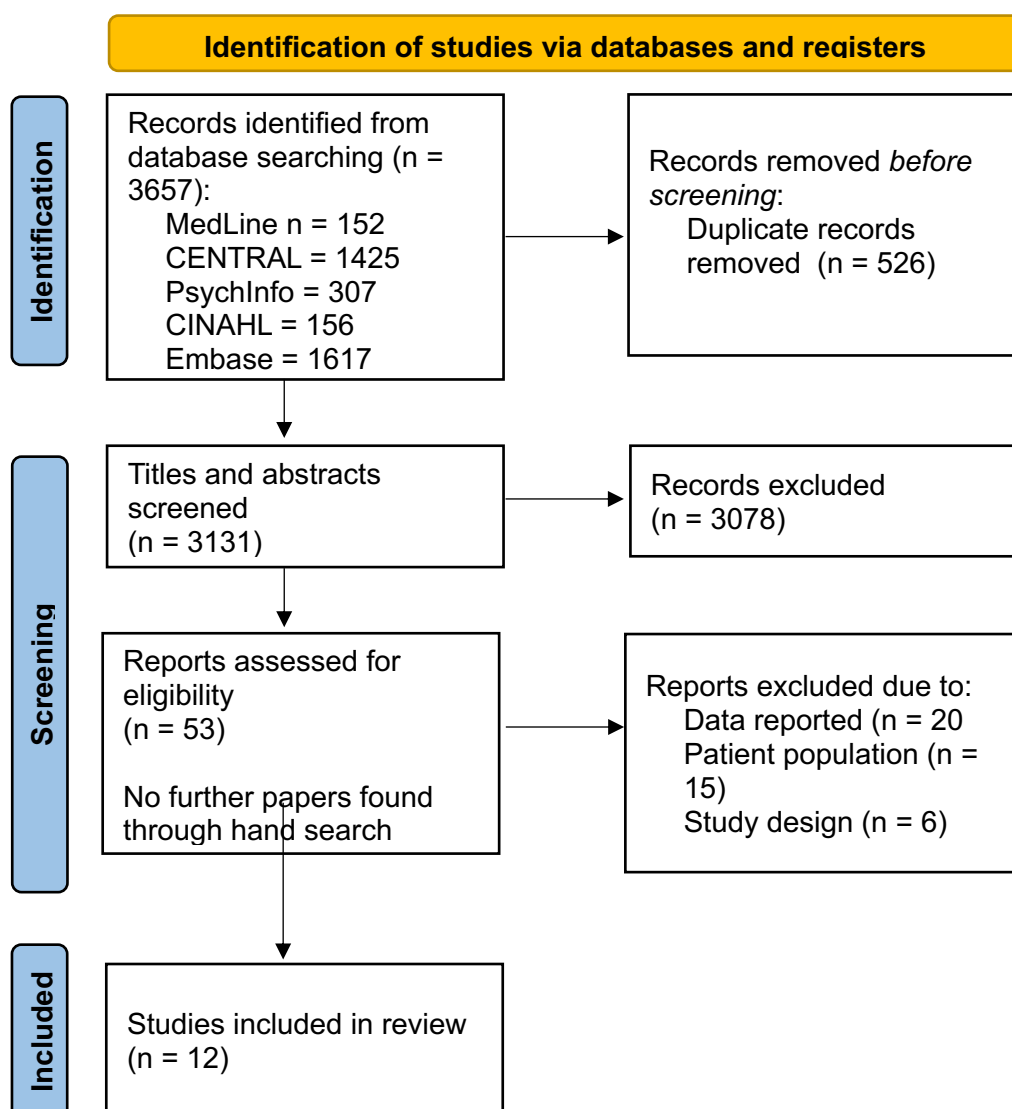 Identification of studies via databases and registers
Identification
Records identified from
database searching (n =
3657):
MedLine n = 152
CENTRAL = 1425
PsychInfo = 307
CINAHL = 156
Embase = 1617
Records removed before
screening:
Duplicate records
removed  (n = 526)
Screening
Titles and abstracts
screened
(n = 3131)
Records excluded
(n = 3078)
Reports assessed for
eligibility
(n = 53)
No further papers found
through hand search
Reports excluded due to:
Data reported (n = 20
Patient population (n =
15)
Study design (n = 6)
Included
Studies included in review
(n = 12)